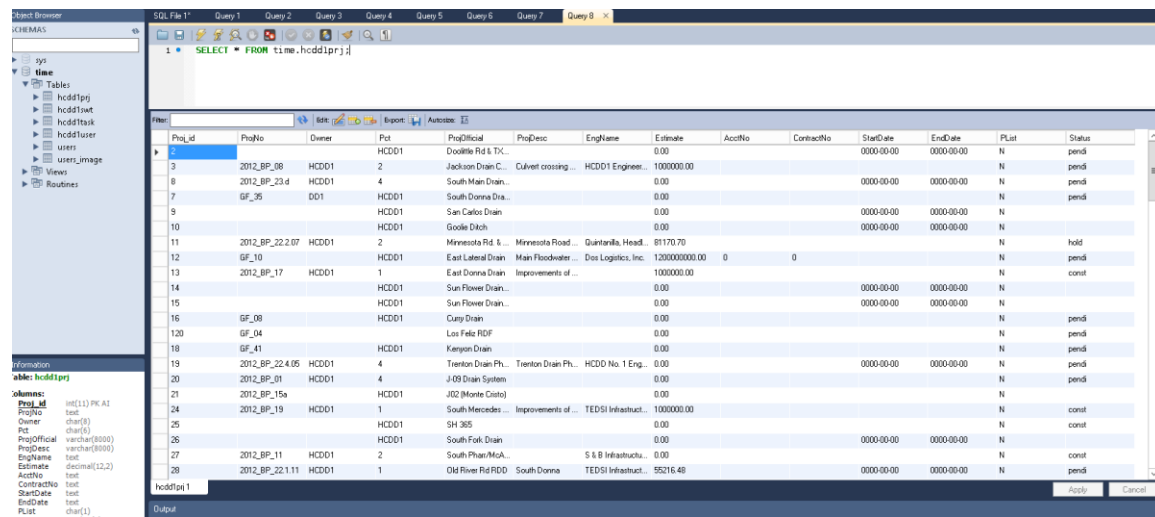 Object Browser
SCHEMAS
sys
time
Tables
hcdd1prj
hcdd1swt
hcdd1task
hcdd1user
users
users_image
Views
Routines
Information
Table: hcdd1prj
Columns:
Proj_id int(11) PK AI
ProjNo text
Owner char(8)
Pct char(6)
ProjOfficial varchar(8000)
ProjDesc varchar(8000)
EngName text
Estimate decimal(12,2)
AcctNo text
ContractNo text
StartDate text
EndDate text
PList char(1)
SQL File 1* Query 1 Query 2 Query 3 Query 4 Query 5 Query 6 Query 7 Query 8
1 SELECT * FROM time.hcdd1prj;
Filter: Edit: Export: Autosize:
Proj_id ProjNo Owner Pct ProjOfficial ProjDesc EngName Estimate AcctNo ContractNo StartDate EndDate PList Status
2 HCDD1 Doolittle Rd & TX... 0.00 0000-00-00 0000-00-00 N pendi
3 2012_BP_08 HCDD1 2 Jackson Drain C... Culvert crossing ... HCDD1 Engineer... 1000000.00 N pendi
8 2012_BP_23.d HCDD1 4 South Main Drain... 0.00 0000-00-00 0000-00-00 N pendi
7 GF_35 DD1 HCDD1 South Donna Dra... 0.00 N pendi
9 HCDD1 San Carlos Drain 0.00 0000-00-00 0000-00-00 N
10 HCDD1 Goolie Ditch 0.00 0000-00-00 0000-00-00 N
11 2012_BP_22.2.07 HCDD1 2 Minnesota Rd. & ... Minnesota Road ... Quintanilla, Headl... 81170.70 N hold
12 GF_10 HCDD1 East Lateral Drain Main Floodwater ... Dos Logistics, Inc. 1200000000.00 0 0 N pendi
13 2012_BP_17 HCDD1 1 East Donna Drain Improvements of ... 1000000.00 N const
14 HCDD1 Sun Flower Drain... 0.00 0000-00-00 0000-00-00 N
15 HCDD1 Sun Flower Drain... 0.00 0000-00-00 0000-00-00 N
16 GF_08 HCDD1 Curry Drain 0.00 N pendi
120 GF_04 Los Feliz RDF 0.00 N pendi
18 GF_41 HCDD1 Kenyon Drain 0.00 N pendi
19 2012_BP_22.4.05 HCDD1 4 Trenton Drain Ph... Trenton Drain Ph... HCDD No. 1 Eng... 0.00 0000-00-00 0000-00-00 N pendi
20 2012_BP_01 HCDD1 4 J-09 Drain System 0.00 N pendi
21 2012_BP_15a HCDD1 J02 (Monte Cristo) 0.00 N
24 2012_BP_19 HCDD1 1 South Mercedes ... Improvements of ... TEDSI Infrastruct... 1000000.00 N const
25 HCDD1 SH 365 0.00 N const
26 HCDD1 South Fork Drain 0.00 0000-00-00 0000-00-00 N
27 2012_BP_11 HCDD1 2 South Pharr/McA... S & B Infrastructu... 0.00 N const
28 2012_BP_22.1.11 HCDD1 1 Old River Rd RDD South Donna TEDSI Infrastruct... 55216.48 0000-00-00 0000-00-00 N pendi
hcdd1prj 1
Apply Cancel
Output